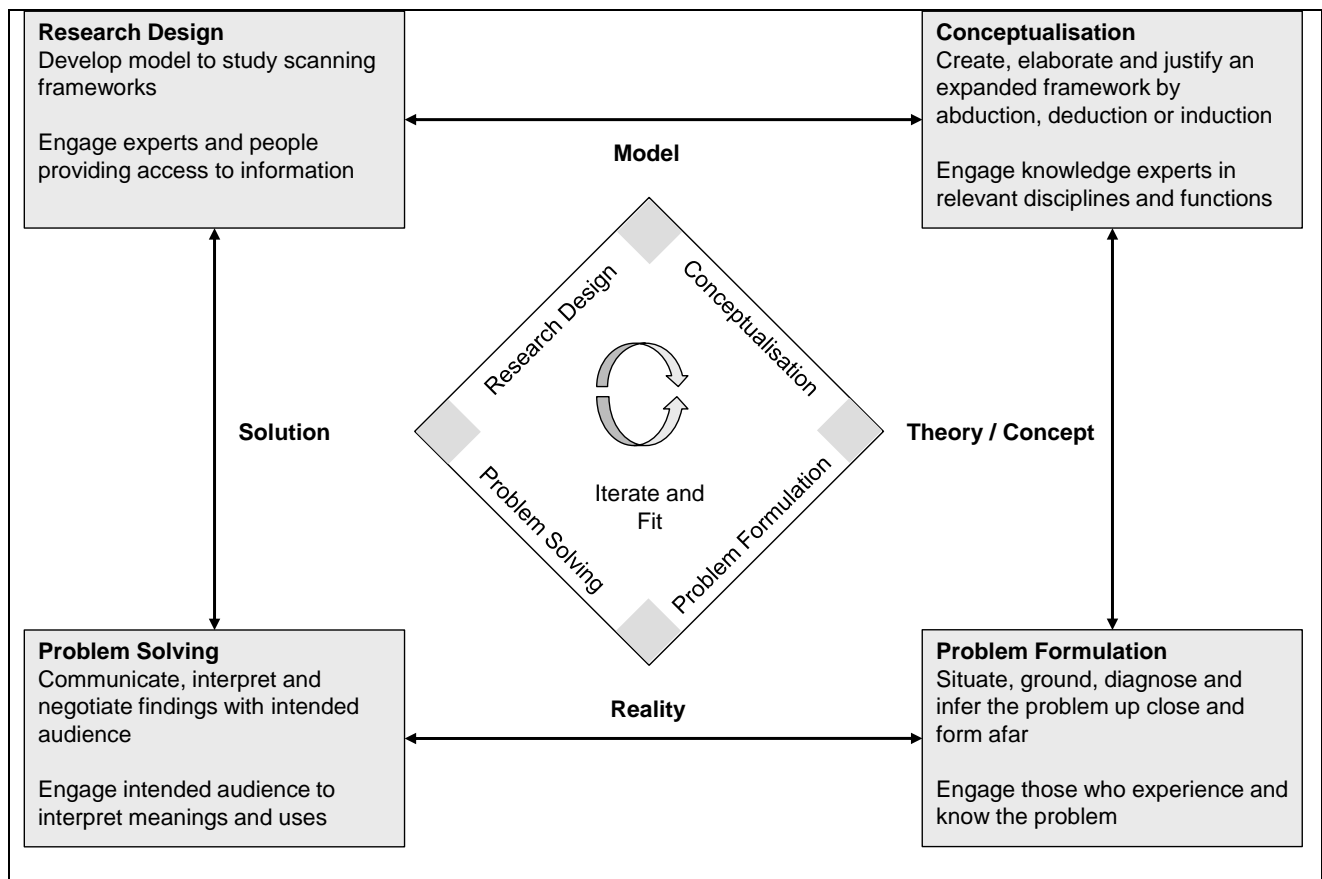 Research Design
Develop model to study scanning
frameworks
Engage experts and people
providing access to information
Conceptualisation
Create, elaborate and justify an
expanded framework by
abduction, deduction or induction
Engage knowledge experts in
relevant disciplines and functions
Model
Research Design
Conceptualisation
Solution
Theory / Concept
Iterate and
Fit
Problem Solving
Problem Formulation
Reality
Problem Solving
Communicate, interpret and
negotiate findings with intended
audience
Engage intended audience to
interpret meanings and uses
Problem Formulation
Situate, ground, diagnose and
infer the problem up close and
form afar
Engage those who experience and
know the problem